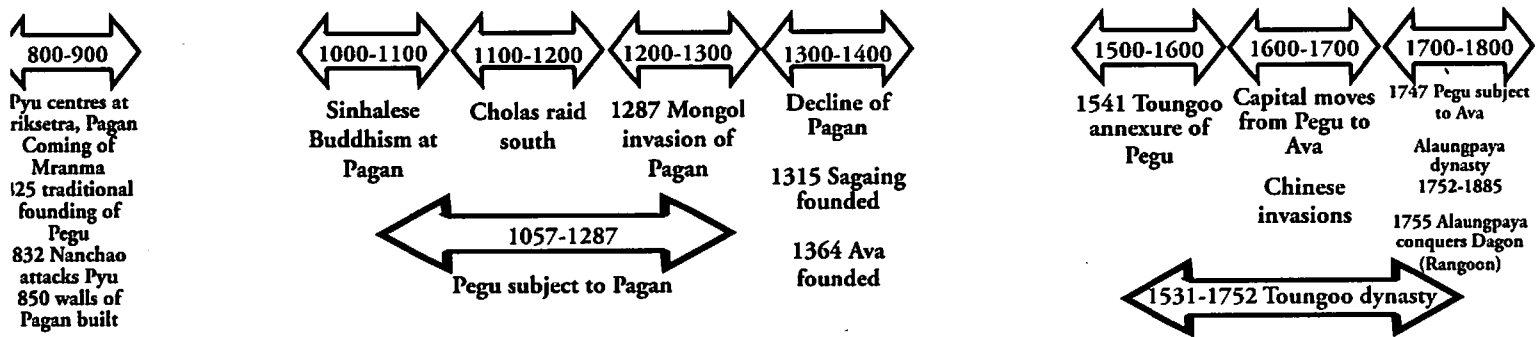 800-900
Pyu centres at
riksetra, Pagan
Coming of
Mranma
25 traditional
founding of
Pegu
832 Nanchao
attacks Pyu
850 walls of
Pagan built
1000-1100
Sinhalese
Buddhism at
Pagan
1100-1200
Cholas raid
south
1200-1300
1287 Mongol
invasion of
Pagan
1057-1287
Pegu subject to Pagan
1300-1400
Decline of
Pagan
1315 Sagaing
founded
1364 Ava
founded
1500-1600
1541 Toungoo
annexure of
Pegu
1600-1700
Capital moves
from Pegu to
Ava
Chinese
invasions
1700-1800
1747 Pegu subject
to Ava
Alaungpaya
dynasty
1752-1885
1755 Alaungpaya
conquers Dagon
(Rangoon)
1531-1752 Toungoo dynasty